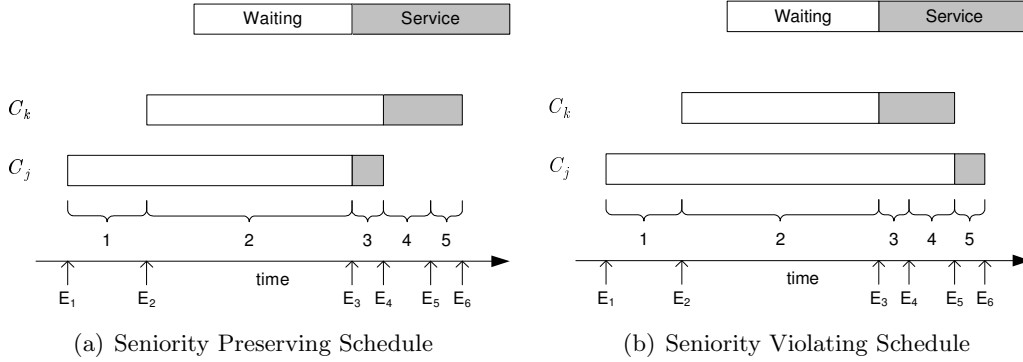 Waiting Service
C_k
C_j
1 2 3 4 5
time
E₁ E₂ E₃ E₄ E₅ E₆
(a) Seniority Preserving Schedule
Waiting Service
C_k
C_j
1 2 3 4 5
time
E₁ E₂ E₃ E₄ E₅ E₆
(b) Seniority Violating Schedule